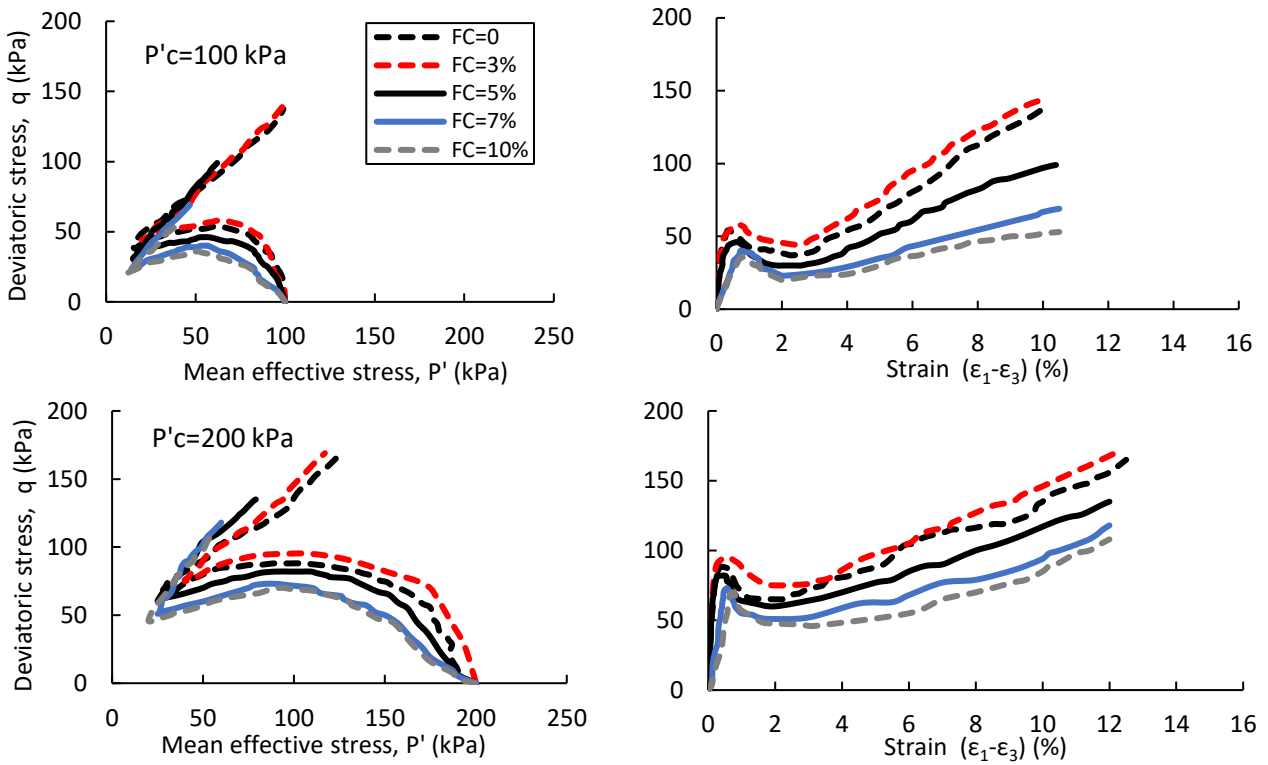 Deviatoric stress, q (kPa)
200
150
100
50
0
P'c=100 kPa
FC=0
FC=3%
FC=5%
FC=7%
FC=10%
0 50 100 150 200 250
Mean effective stress, P' (kPa)
200
150
100
50
0
0 2 4 6 8 10 12 14 16
Strain (ε₁-ε₃) (%)
Deviatoric stress, q (kPa)
200
150
100
50
0
P'c=200 kPa
0 50 100 150 200 250
Mean effective stress, P' (kPa)
200
150
100
50
0
0 2 4 6 8 10 12 14 16
Strain (ε₁-ε₃) (%)